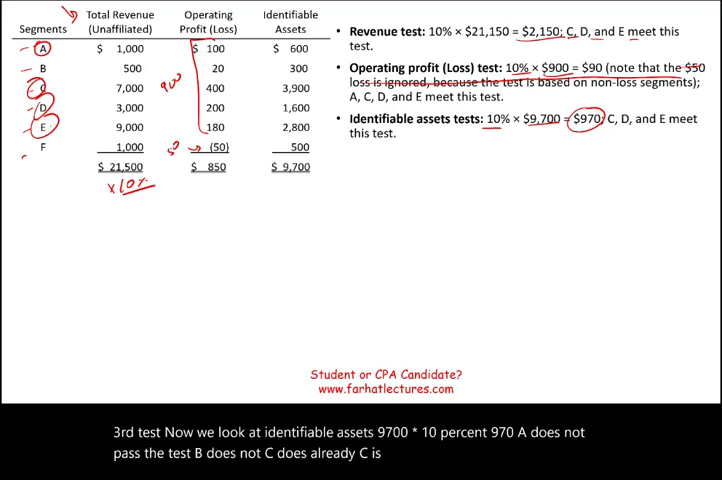 Total Revenue Operating Identifiable
Segments (Unaffiliated) Profit (Loss) Assets
A $ 1,000 $ 100 $ 600
B 500 20 300
C 7,000 900 400 3,900
D 3,000 200 1,600
E 9,000 180 2,800
F 1,000 50 (50) 500
$ 21,500 $ 850 $ 9,700
x 10%
• Revenue test: 10% × $21,150 = $2,150; C, D, and E meet this
test.
• Operating profit (Loss) test: 10% × $900 = $90 (note that the $50
loss is ignored, because the test is based on non-loss segments);
A, C, D, and E meet this test.
• Identifiable assets tests: 10% × $9,700 = $970; C, D, and E meet
this test.
Student or CPA Candidate?
www.farhatlectures.com
3rd test Now we look at identifiable assets 9700 * 10 percent 970 A does not
pass the test B does not C does already C is